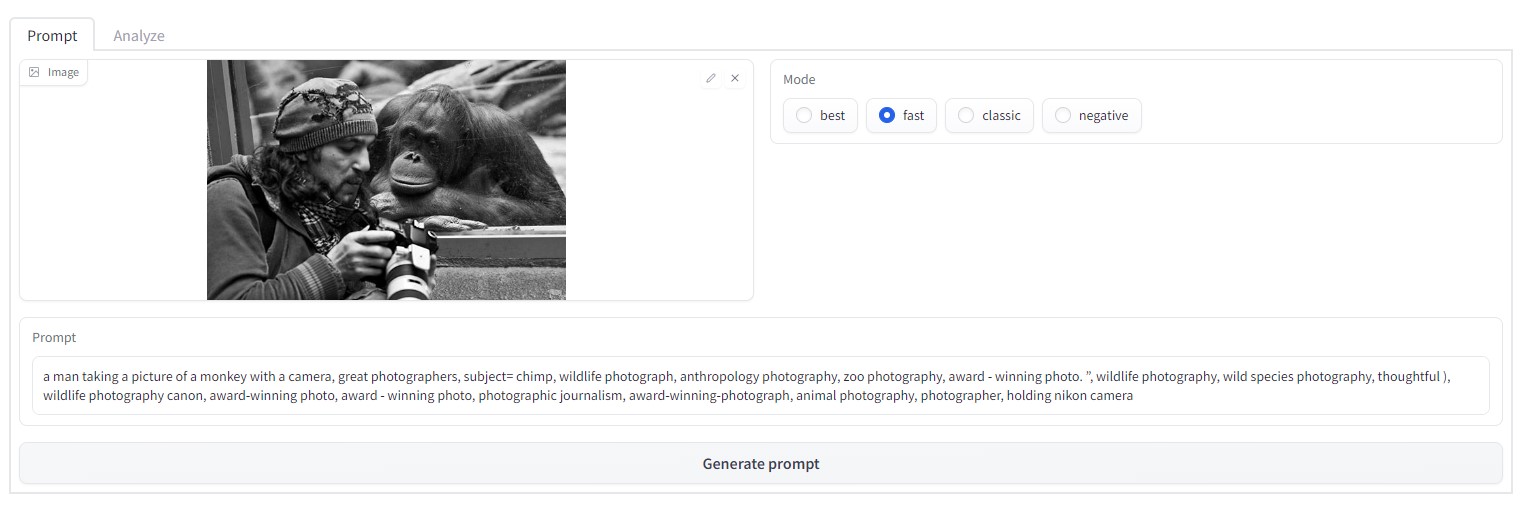 Prompt
Analyze
Image
Mode
best
fast
classic
negative
Prompt
a man taking a picture of a monkey with a camera, great photographers, subject= chimp, wildlife photograph, anthropology photography, zoo photography, award - winning photo. ”, wildlife photography, wild species photography, thoughtful ),
wildlife photography canon, award-winning photo, award - winning photo, photographic journalism, award-winning-photograph, animal photography, photographer, holding nikon camera
Generate prompt